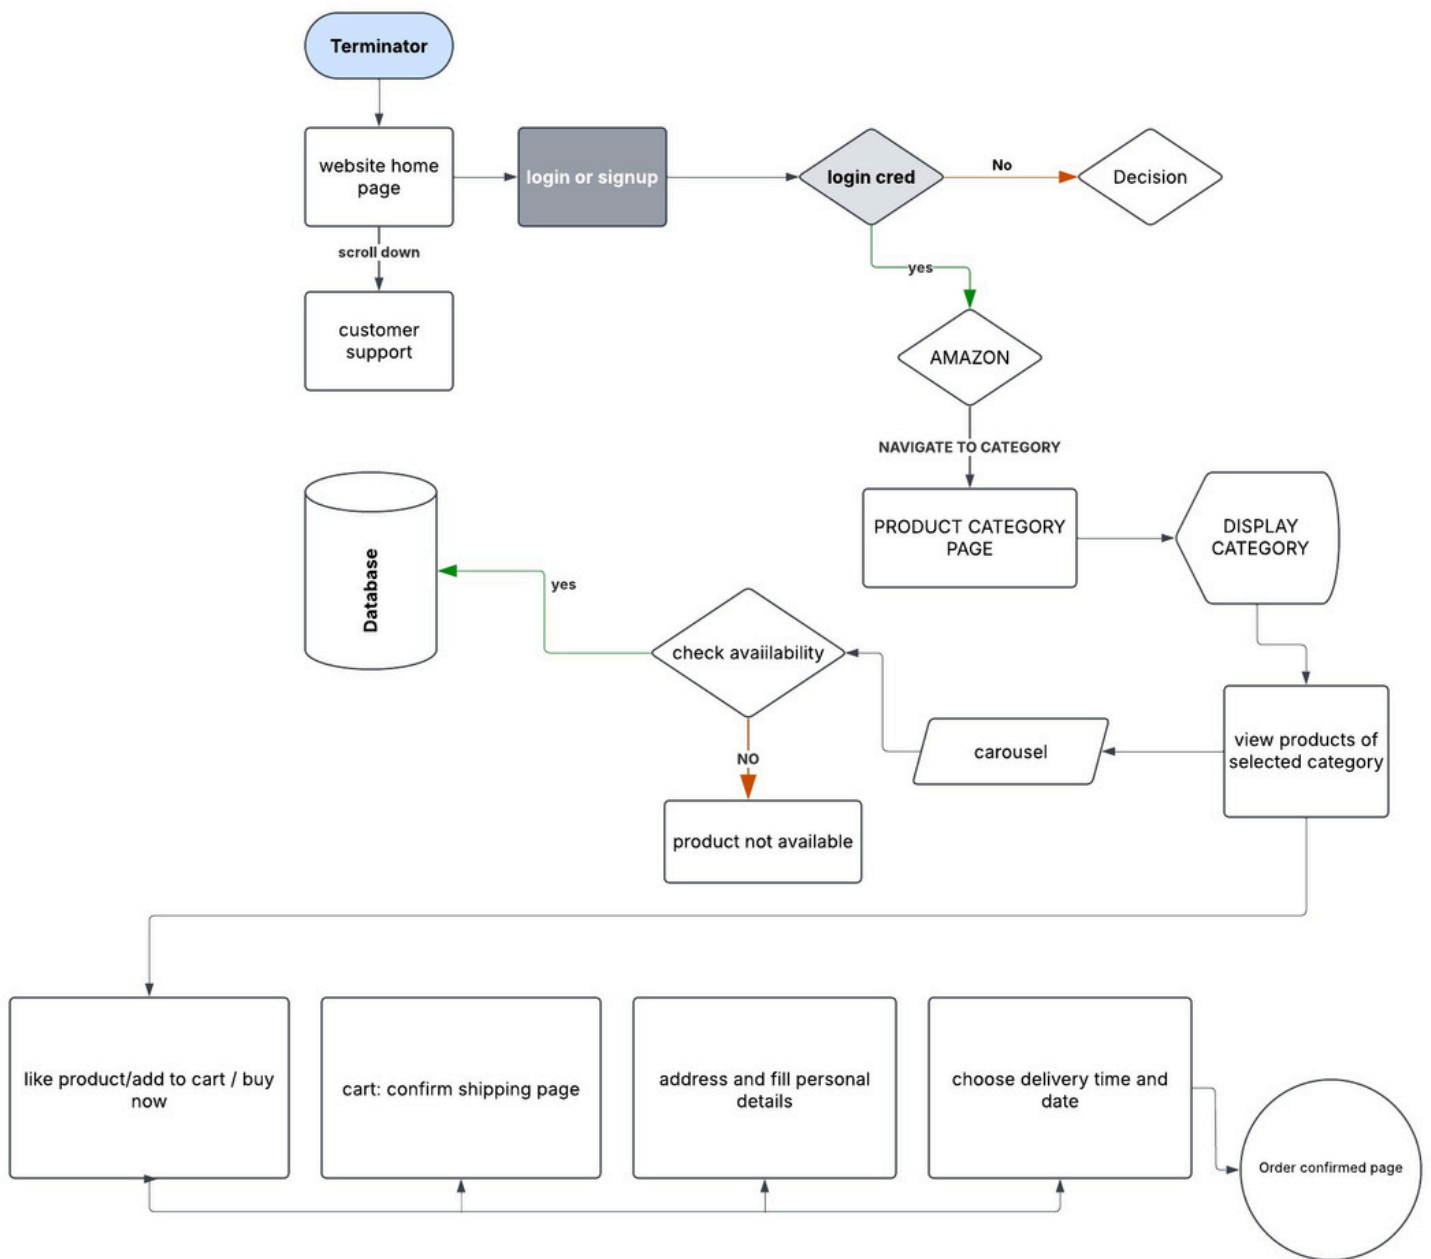 Terminator
website home
page
login or signup
login cred
No
Decision
scroll down
yes
customer
support
AMAZON
NAVIGATE TO CATEGORY
PRODUCT CATEGORY
PAGE
DISPLAY
CATEGORY
Database
yes
check avaiilability
view products of
selected category
carousel
NO
product not available
like product/add to cart / buy
now
cart: confirm shipping page
address and fill personal
details
choose delivery time and
date
Order confirmed page